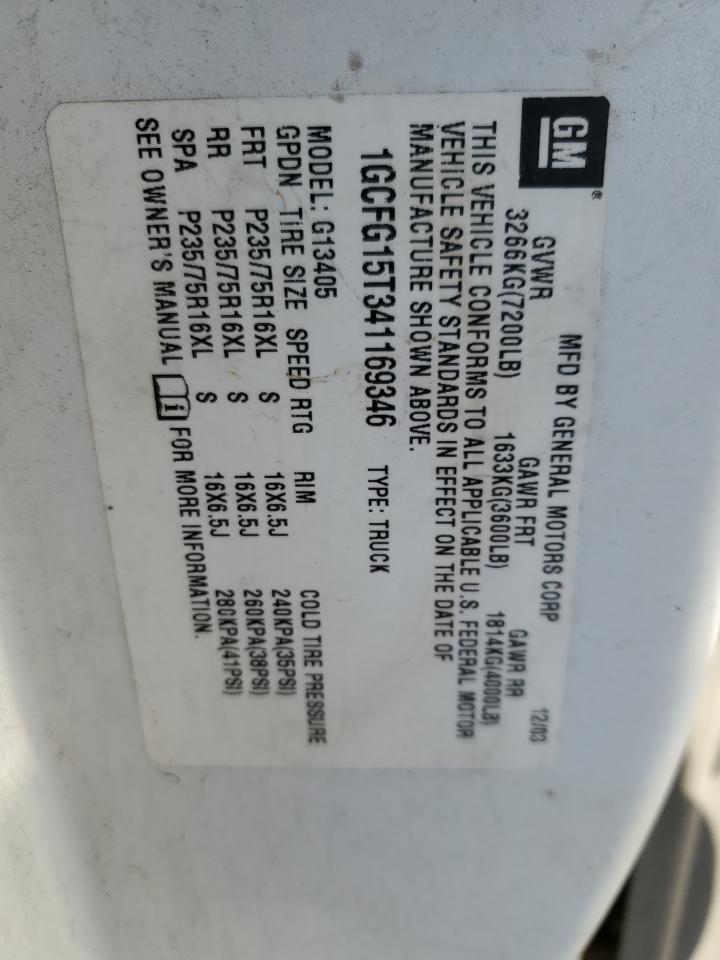 GM ®
MFD BY GENERAL MOTORS CORP 12/03
GVWR GAWR FRT GAWR RR
3266KG(7200LB) 1633KG(3600LB) 1814KG(4000LB)
THIS VEHICLE CONFORMS TO ALL APPLICABLE U.S. FEDERAL MOTOR
VEHICLE SAFETY STANDARDS IN EFFECT ON THE DATE OF
MANUFACTURE SHOWN ABOVE.
1GCFG15T341169346 TYPE: TRUCK
MODEL: G13405
GPDN TIRE SIZE SPEED RTG RIM COLD TIRE PRESSURE
FRT P235/75R16XL S 16X6.5J 240KPA(35PSI)
RR P235/75R16XL S 16X6.5J 260KPA(38PSI)
SPA P235/75R16XL S 16X6.5J 280KPA(41PSI)
SEE OWNER'S MANUAL i FOR MORE INFORMATION.